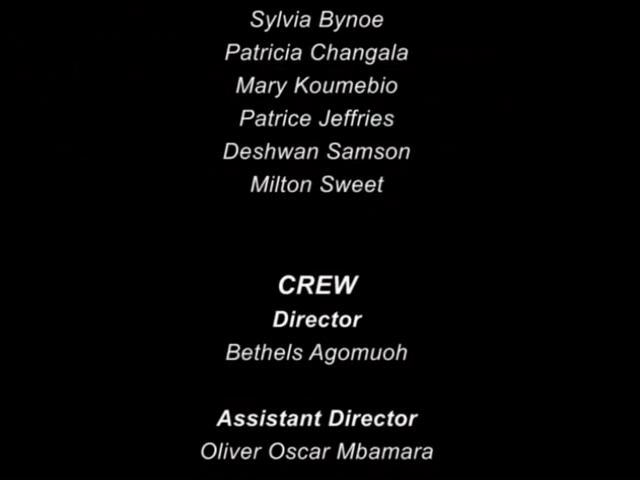 Sylvia Bynoe
Patricia Changala
Mary Koumebio
Patrice Jeffries
Deshwan Samson
Milton Sweet
CREW
Director
Bethels Agomuoh
Assistant Director
Oliver Oscar Mbamara